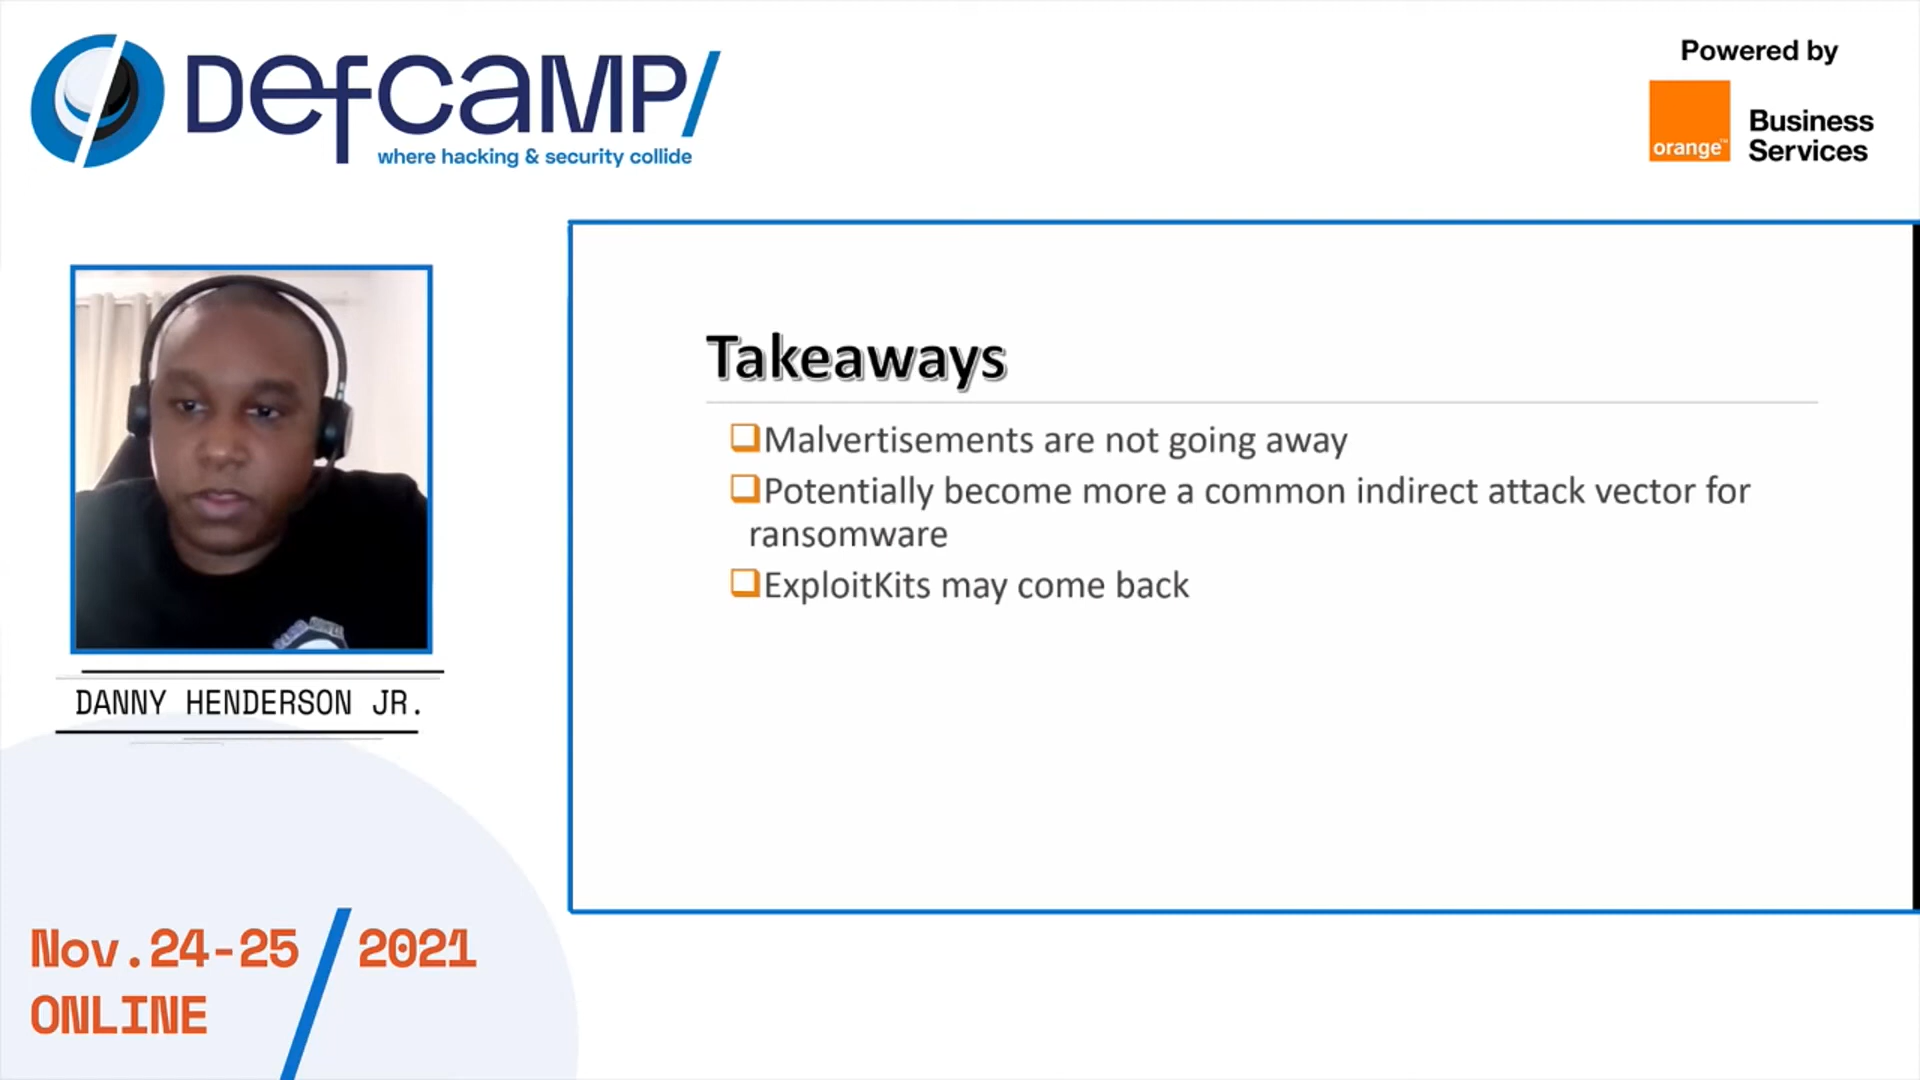 Defcamp/
where hacking & security collide
Powered by
orange™
Business
Services
Takeaways
Malvertisements are not going away
Potentially become more a common indirect attack vector for
ransomware
ExploitKits may come back
DANNY HENDERSON JR.
Nov.24-25 / 2021
ONLINE